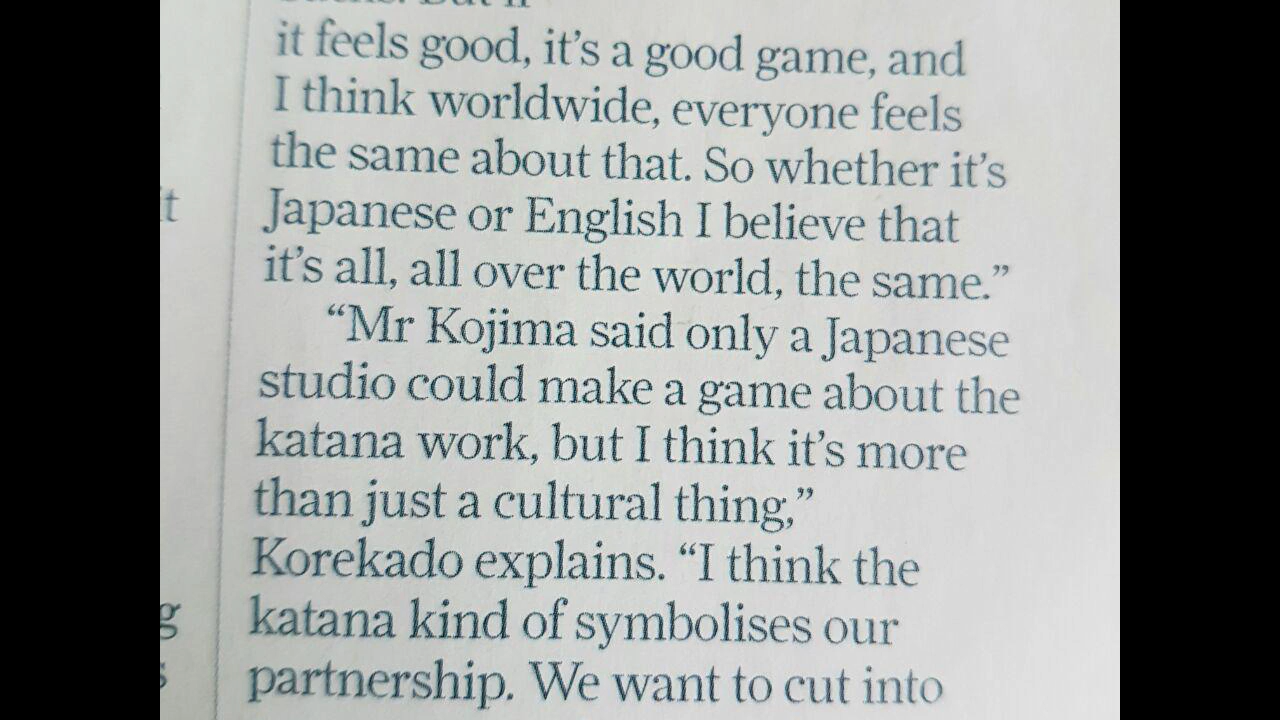 it feels good, it's a good game, and
I think worldwide, everyone feels
the same about that. So whether it's
Japanese or English I believe that
it's all, all over the world, the same.”
“Mr Kojima said only a Japanese
studio could make a game about the
katana work, but I think it's more
than just a cultural thing,”
Korekado explains. “I think the
katana kind of symbolises our
partnership. We want to cut into